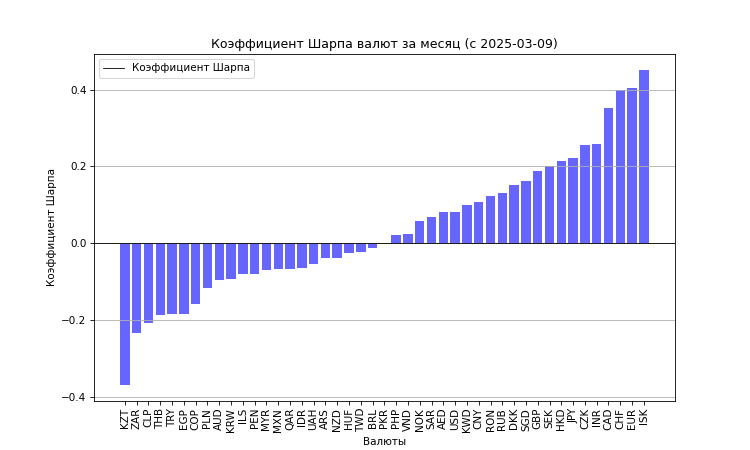 Коэффициент Шарпа валют за месяц (с 2025-03-09)
Коэффициент Шарпа
Коэффициент Шарпа
0.4
0.2
0.0
−0.2
−0.4
KZT
ZAR
CLP
THB
TRY
EGP
COP
PLN
AUD
KRW
ILS
PEN
MYR
MXN
QAR
IDR
UAH
ARS
NZD
HUF
TWD
BRL
PKR
PHP
VND
NOK
SAR
AED
USD
KWD
CNY
RON
RUB
DKK
SGD
GBP
SEK
HKD
JPY
CZK
INR
CAD
CHF
EUR
ISK
Валюты